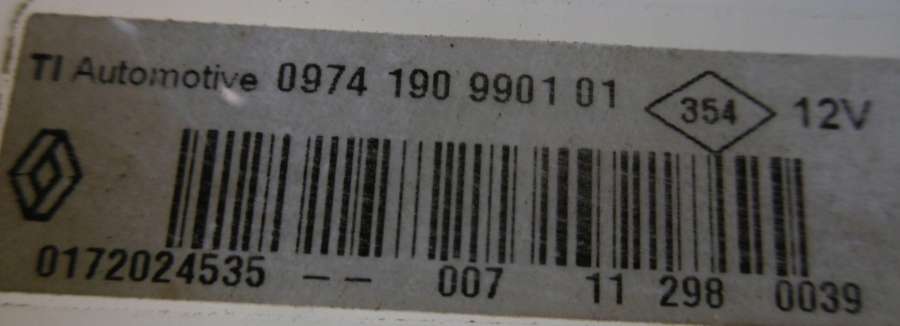 TI Automotive 0974 190 9901 01 354 12V
0172024535 -- 007 11 298 0039